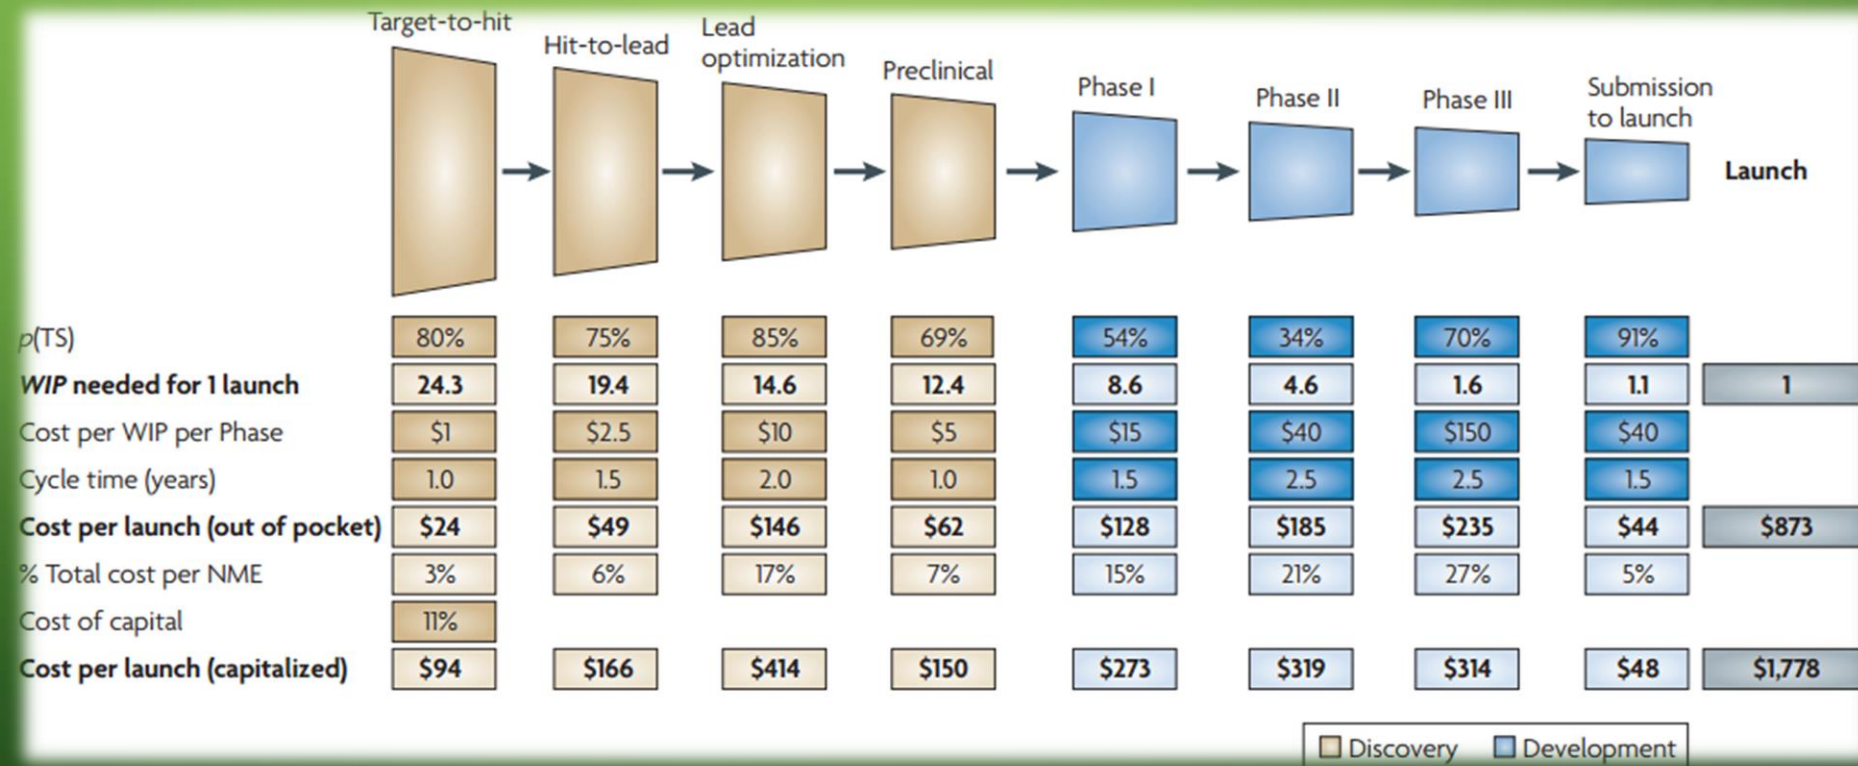 Target-to-hit
Hit-to-lead
Lead
optimization
Preclinical
Phase I
Phase II
Phase III
Submission
to launch
Launch
p(TS) 80% 75% 85% 69% 54% 34% 70% 91%
WIP needed for 1 launch 24.3 19.4 14.6 12.4 8.6 4.6 1.6 1.1 1
Cost per WIP per Phase $1 $2.5 $10 $5 $15 $40 $150 $40
Cycle time (years) 1.0 1.5 2.0 1.0 1.5 2.5 2.5 1.5
Cost per launch (out of pocket) $24 $49 $146 $62 $128 $185 $235 $44 $873
% Total cost per NME 3% 6% 17% 7% 15% 21% 27% 5%
Cost of capital 11%
Cost per launch (capitalized) $94 $166 $414 $150 $273 $319 $314 $48 $1,778
Discovery Development